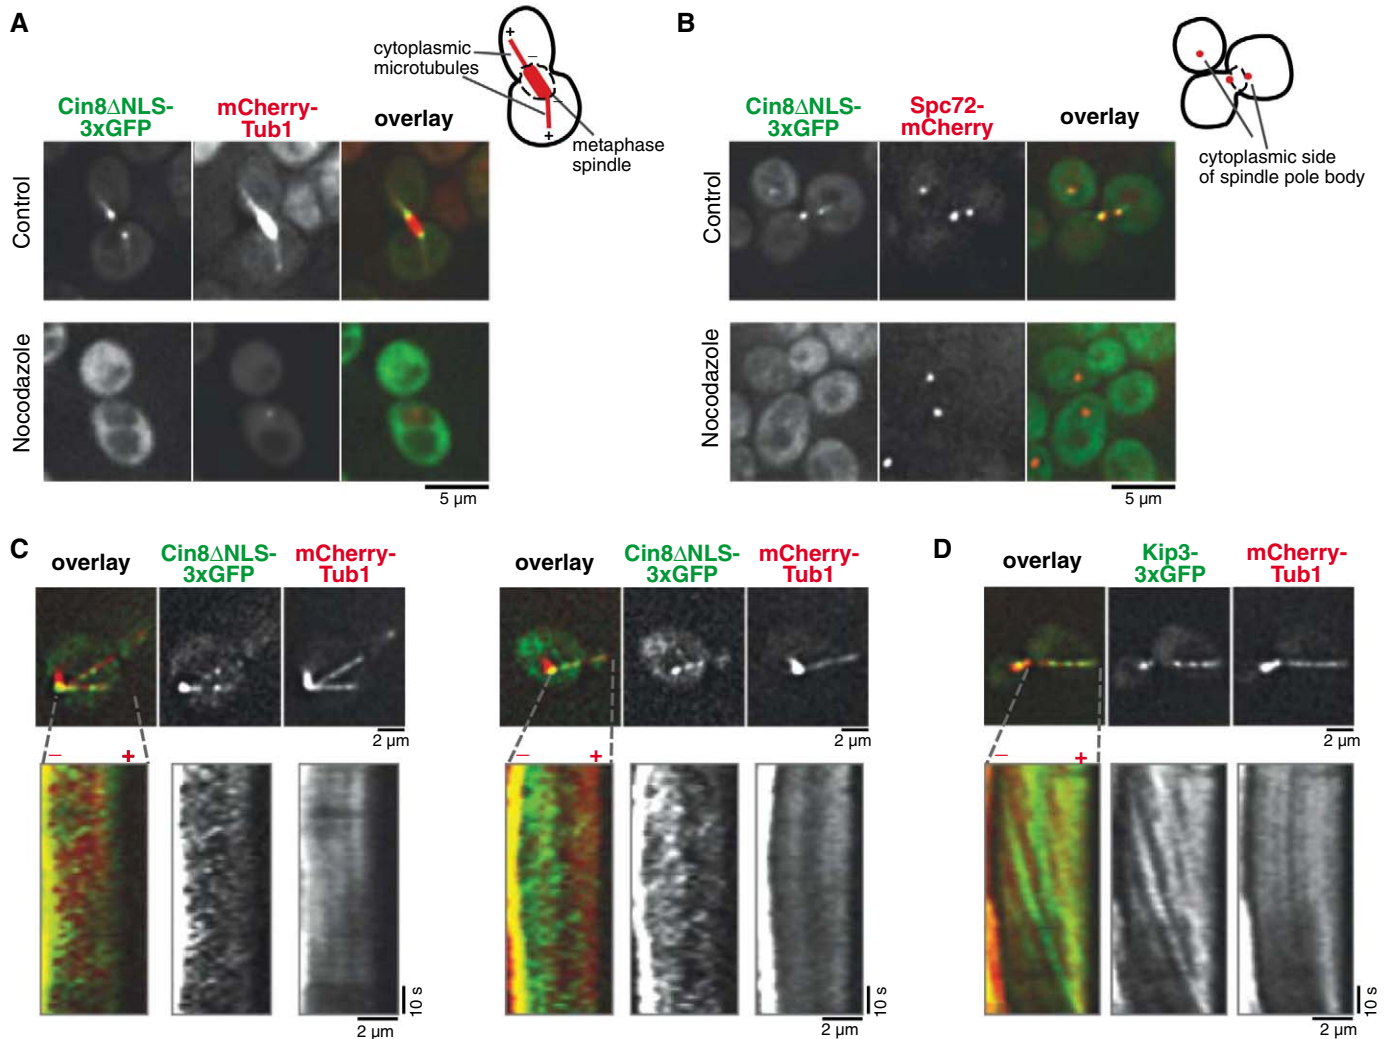 A
cytoplasmic
microtubules
+
–
+
metaphase
spindle
Cin8ΔNLS-
3xGFP
mCherry-
Tub1
overlay
Control
Nocodazole
5 µm
B
Cin8ΔNLS-
3xGFP
Spc72-
mCherry
overlay
cytoplasmic side
of spindle pole body
Control
Nocodazole
5 µm
C
overlay
Cin8ΔNLS-
3xGFP
mCherry-
Tub1
2 µm
– +
10 s
2 µm
overlay
Cin8ΔNLS-
3xGFP
mCherry-
Tub1
2 µm
– +
10 s
2 µm
D
overlay
Kip3-
3xGFP
mCherry-
Tub1
2 µm
– +
10 s
2 µm